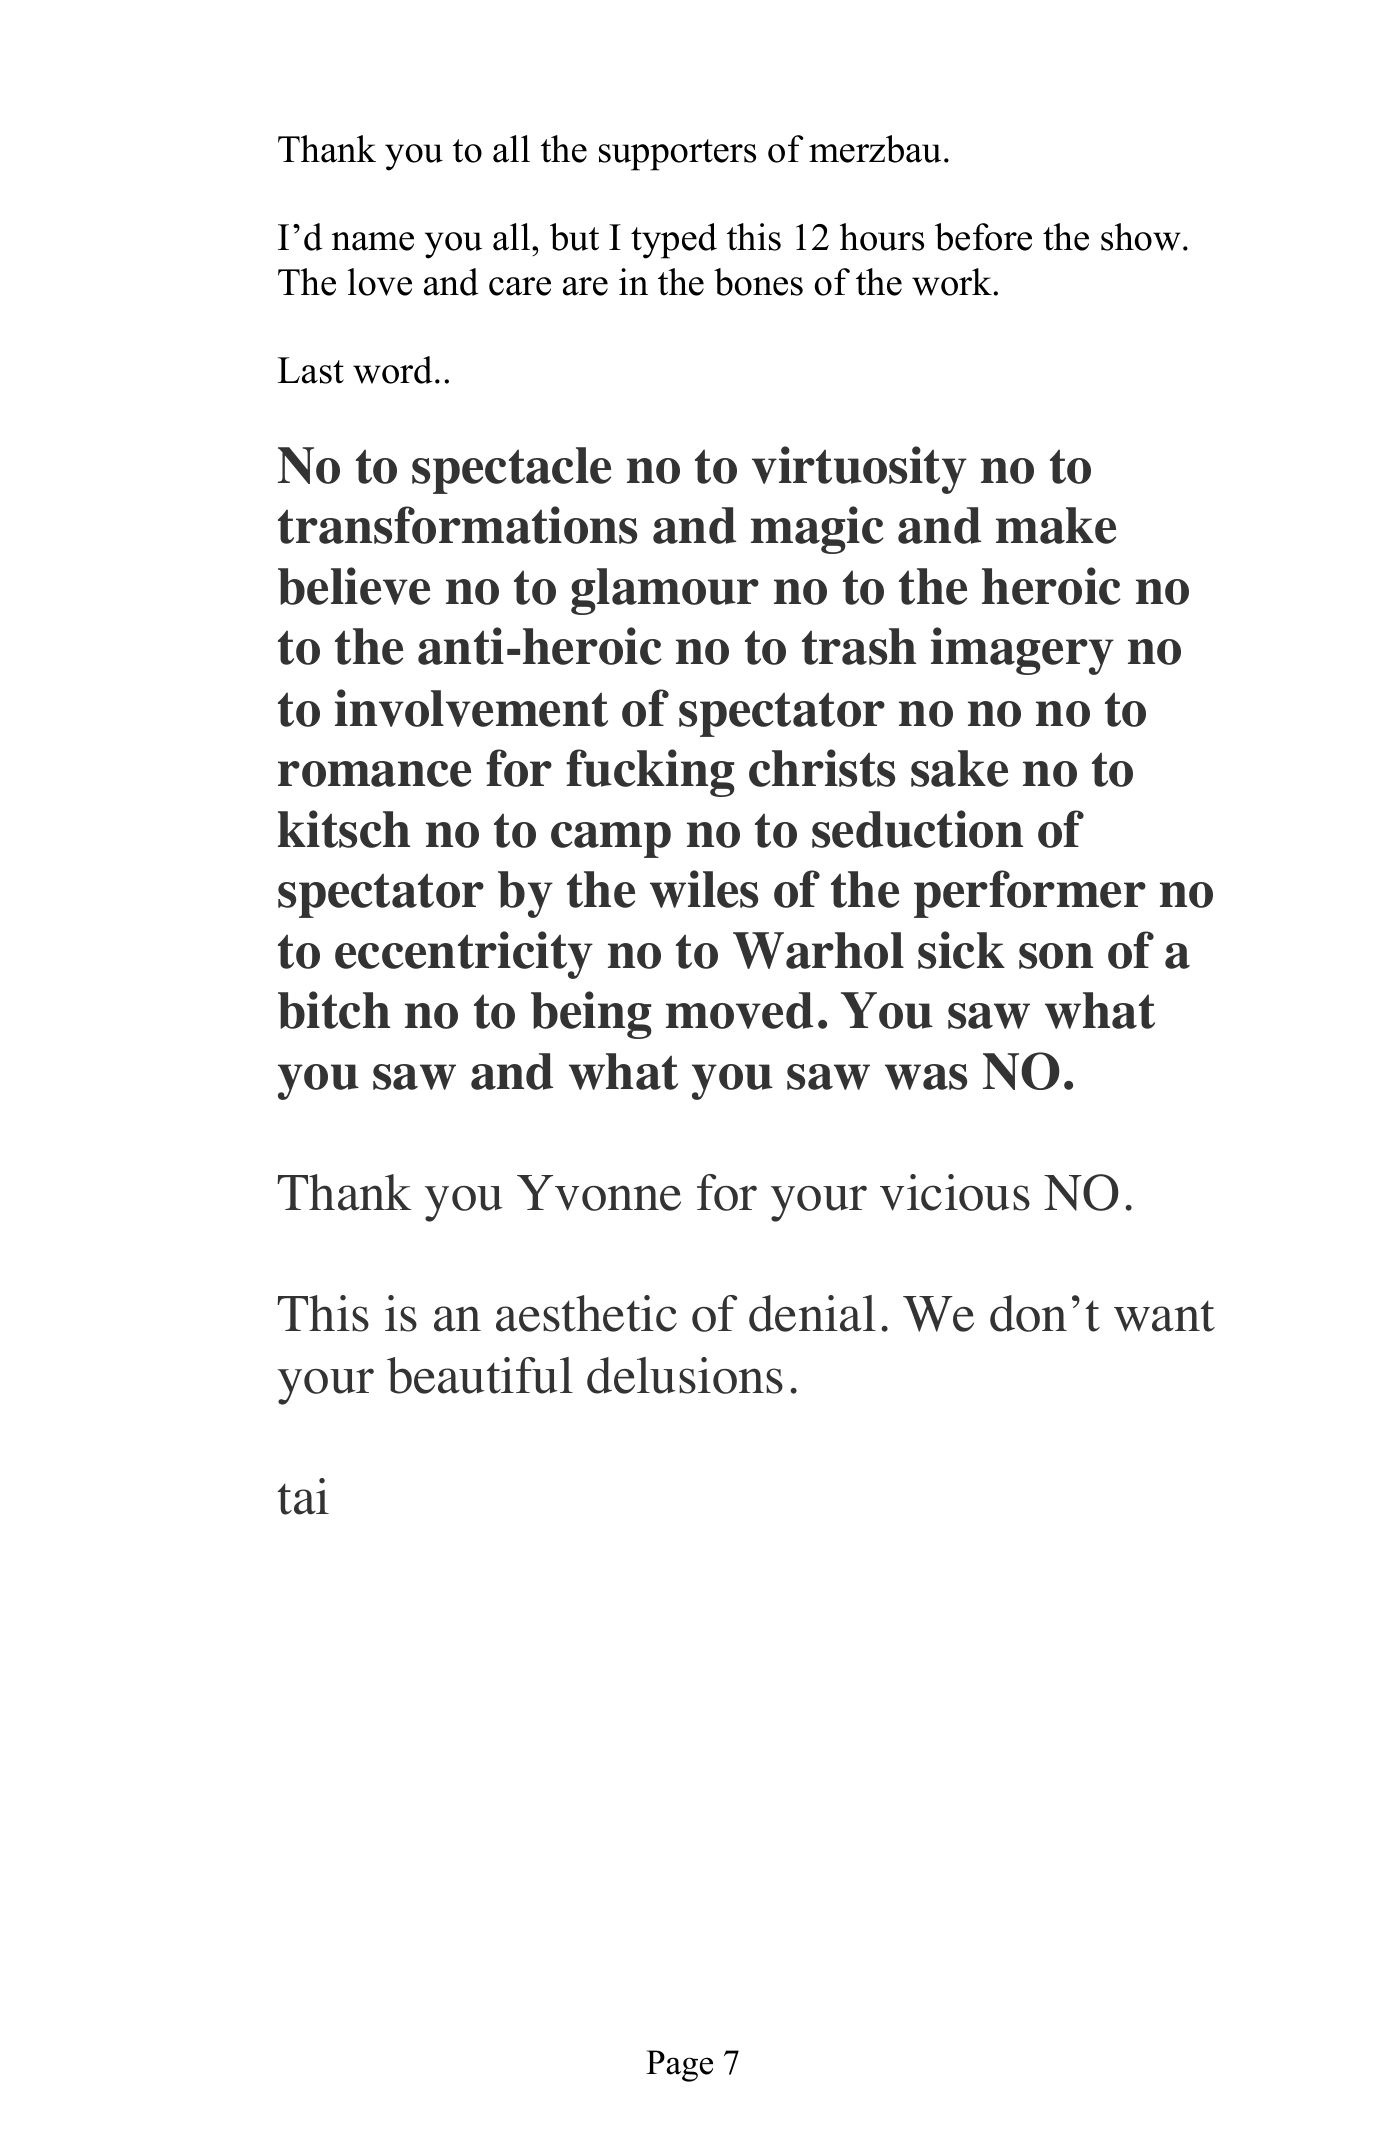 Thank you to all the supporters of merzbau.
I’d name you all, but I typed this 12 hours before the show.
The love and care are in the bones of the work.
Last word..
No to spectacle no to virtuosity no to
transformations and magic and make
believe no to glamour no to the heroic no
to the anti-heroic no to trash imagery no
to involvement of spectator no no no to
romance for fucking christs sake no to
kitsch no to camp no to seduction of
spectator by the wiles of the performer no
to eccentricity no to Warhol sick son of a
bitch no to being moved. You saw what
you saw and what you saw was NO.
Thank you Yvonne for your vicious NO.
This is an aesthetic of denial. We don’t want
your beautiful delusions.
tai
Page 7